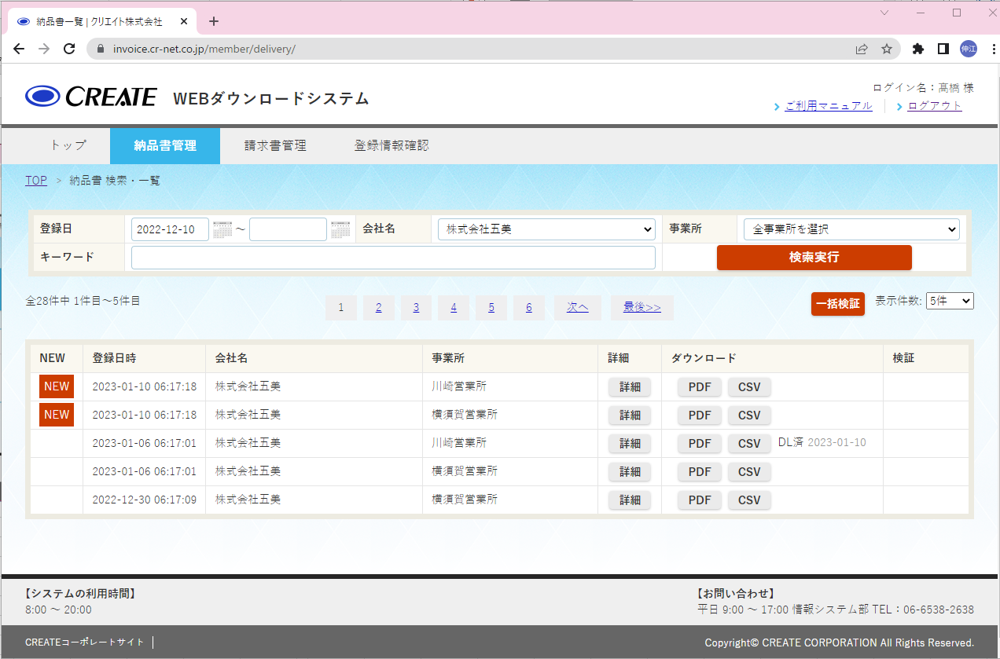 納品書一覧 | クリエイト株式会社
invoice.cr-net.co.jp/member/delivery/
伸江
CREATE WEBダウンロードシステム
ログイン名：髙橋 様
ご利用マニュアル ログアウト
トップ 納品書管理 請求書管理 登録情報確認
TOP > 納品書 検索・一覧
登録日 2022-12-10 ～ 会社名 株式会社五美 事業所 全事業所を選択
キーワード 検索実行
全28件中 1件目～5件目 1 2 3 4 5 6 次へ 最後>> 一括検証 表示件数: 5件
NEW 登録日時 会社名 事業所 詳細 ダウンロード 検証
NEW 2023-01-10 06:17:18 株式会社五美 川崎営業所 詳細 PDF CSV
NEW 2023-01-10 06:17:18 株式会社五美 横須賀営業所 詳細 PDF CSV
2023-01-06 06:17:01 株式会社五美 川崎営業所 詳細 PDF CSV DL済 2023-01-10
2023-01-06 06:17:01 株式会社五美 横須賀営業所 詳細 PDF CSV
2022-12-30 06:17:09 株式会社五美 横須賀営業所 詳細 PDF CSV
【システムの利用時間】 【お問い合わせ】
8:00 ～ 20:00 平日 9:00 ～ 17:00 情報システム部 TEL：06-6538-2638
CREATEコーポレートサイト Copyright© CREATE CORPORATION All Rights Reserved.